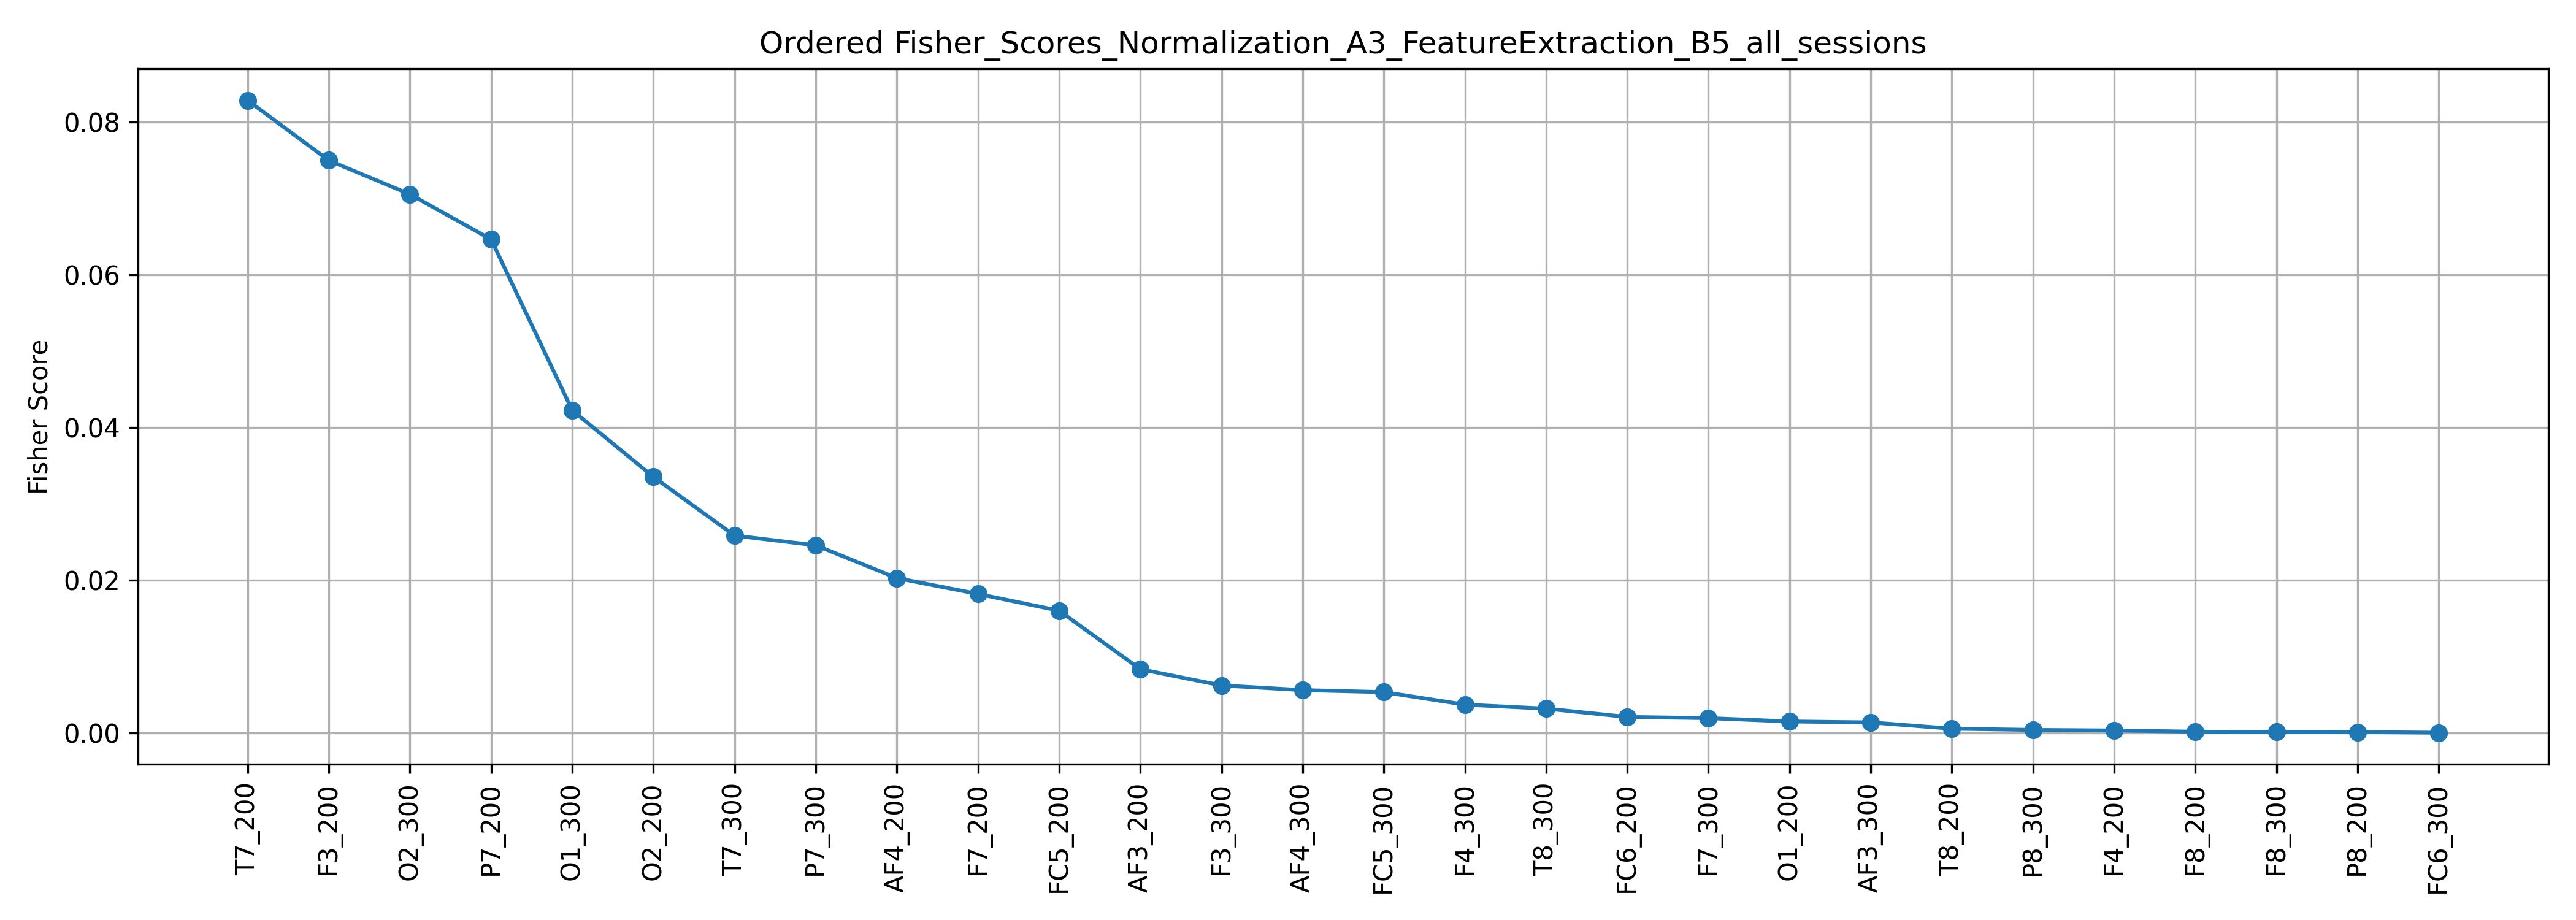 Ordered Fisher_Scores_Normalization_A3_FeatureExtraction_B5_all_sessions
Fisher Score
0.08
0.06
0.04
0.02
0.00
T7_200
F3_200
O2_300
P7_200
O1_300
O2_200
T7_300
P7_300
AF4_200
F7_200
FC5_200
AF3_200
F3_300
AF4_300
FC5_300
F4_300
T8_300
FC6_200
F7_300
O1_200
AF3_300
T8_200
P8_300
F4_200
F8_200
F8_300
P8_200
FC6_300